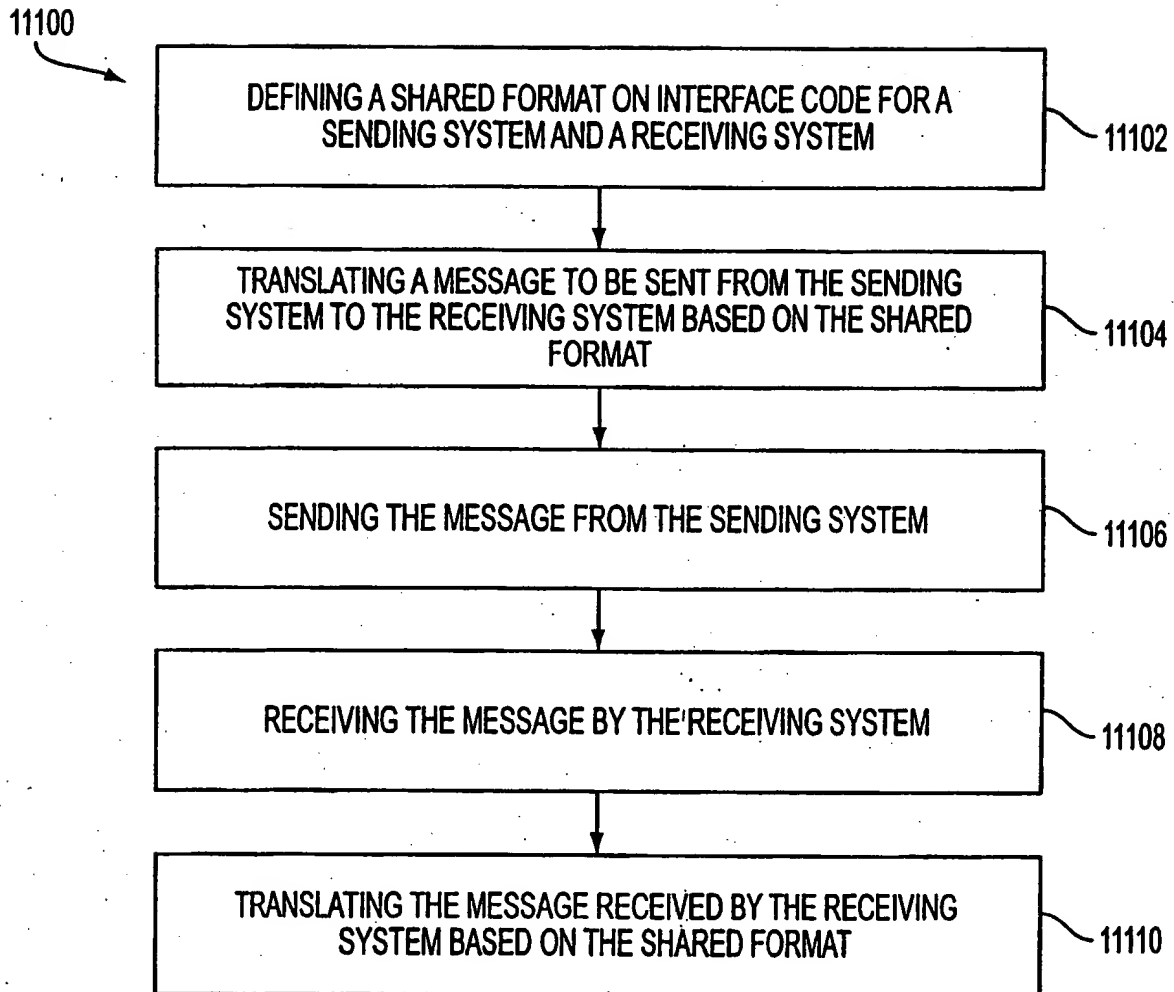 11100
DEFINING A SHARED FORMAT ON INTERFACE CODE FOR A
SENDING SYSTEM AND A RECEIVING SYSTEM
11102
TRANSLATING A MESSAGE TO BE SENT FROM THE SENDING
SYSTEM TO THE RECEIVING SYSTEM BASED ON THE SHARED
FORMAT
11104
SENDING THE MESSAGE FROM THE SENDING SYSTEM
11106
RECEIVING THE MESSAGE BY THE RECEIVING SYSTEM
11108
TRANSLATING THE MESSAGE RECEIVED BY THE RECEIVING
SYSTEM BASED ON THE SHARED FORMAT
11110